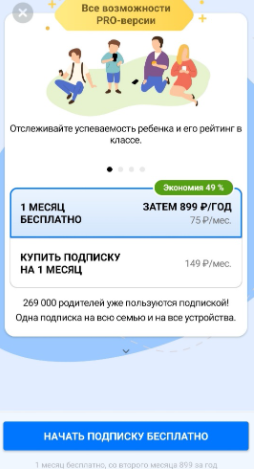 Все возможности
PRO-версии
Отслеживайте успеваемость ребенка и его рейтинг в
классе.
Экономия 49 %
1 МЕСЯЦ
БЕСПЛАТНО
ЗАТЕМ 899 ₽/ГОД
75 ₽/мес.
КУПИТЬ ПОДПИСКУ
НА 1 МЕСЯЦ
149 ₽/мес.
269 000 родителей уже пользуются подпиской!
Одна подписка на всю семью и на все устройства.
НАЧАТЬ ПОДПИСКУ БЕСПЛАТНО
1 месяц бесплатно, со второго месяца 899 за год